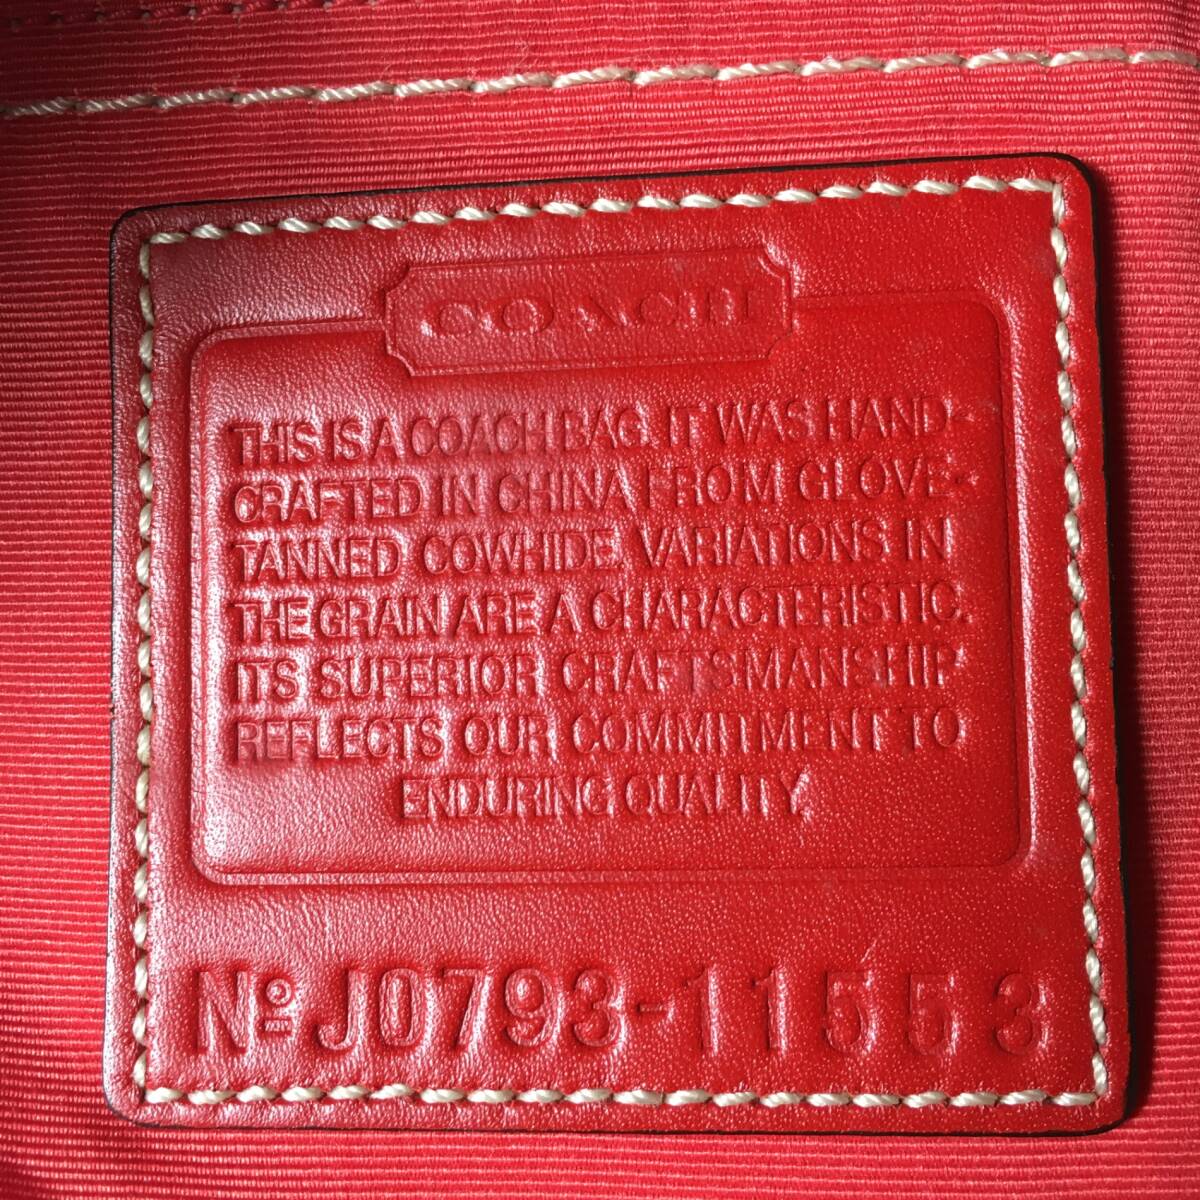 COACH
THIS IS A COACH BAG. IT WAS HAND-
CRAFTED IN CHINA FROM GLOVE-
TANNED COWHIDE. VARIATIONS IN
THE GRAIN ARE A CHARACTERISTIC.
ITS SUPERIOR CRAFTSMANSHIP
REFLECTS OUR COMMITMENT TO
ENDURING QUALITY.
Nº J0793-11553